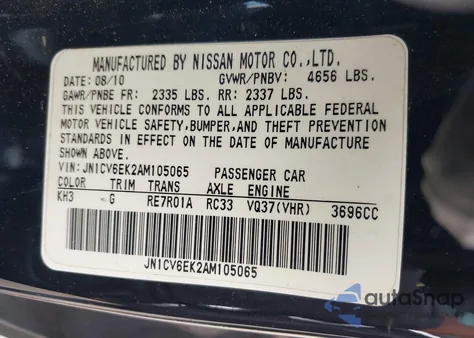 MANUFACTURED BY NISSAN MOTOR CO.,LTD.
DATE: 08/10 GVWR/PNBV: 4656 LBS.
GAWR/PNBE FR: 2335 LBS. RR: 2337 LBS.
THIS VEHICLE CONFORMS TO ALL APPLICABLE FEDERAL
MOTOR VEHICLE SAFETY,BUMPER,AND THEFT PREVENTION
STANDARDS IN EFFECT ON THE DATE OF MANUFACTURE
SHOWN ABOVE.
VIN:JN1CV6EK2AM105065 PASSENGER CAR
COLOR TRIM TRANS AXLE ENGINE
KH3 G RE7R01A RC33 VQ37(VHR) 3696CC
JN1CV6EK2AM105065
autoSnap